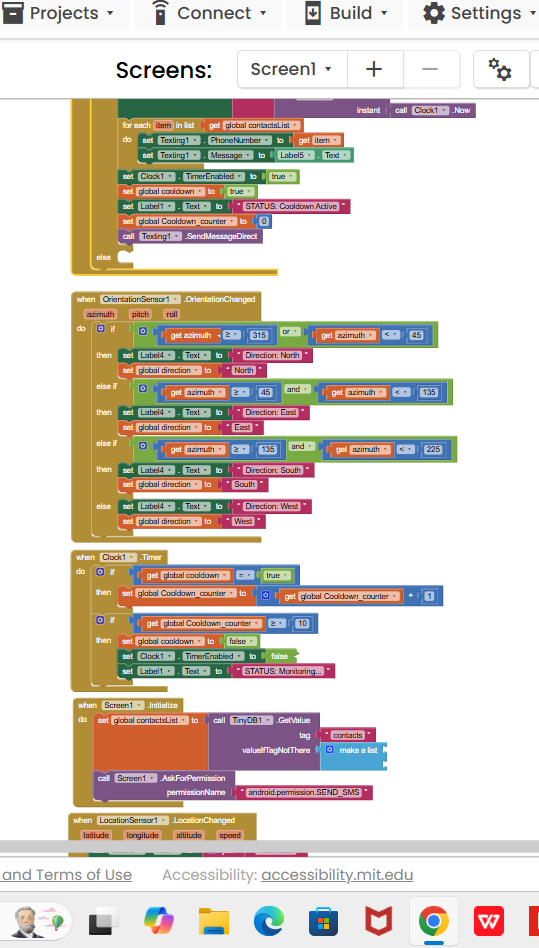 Projects Connect Build Settings
Screens: Screen1 + −
instant call Clock1 .Now
for each item in list get global contactsList
do set Texting1 . PhoneNumber to get item
set Texting1 . Message to Label5 . Text
set Clock1 . TimerEnabled to true
set global cooldown to true
set Label1 . Text to " STATUS: Cooldown Active "
set global Cooldown_counter to 0
call Texting1 .SendMessageDirect
else
when OrientationSensor1 .OrientationChanged
azimuth pitch roll
do if get azimuth ≥ 315 or get azimuth < 45
then set Label4 . Text to " Direction: North "
set global direction to " North "
else if get azimuth ≥ 45 and get azimuth < 135
then set Label4 . Text to " Direction: East "
set global direction to " East "
else if get azimuth ≥ 135 and get azimuth < 225
then set Label4 . Text to " Direction: South "
set global direction to " South "
else set Label4 . Text to " Direction: West "
set global direction to " West "
when Clock1 .Timer
do if get global cooldown = true
then set global Cooldown_counter to get global Cooldown_counter + 1
if get global Cooldown_counter ≥ 10
then set global cooldown to false
set Clock1 . TimerEnabled to false
set Label1 . Text to " STATUS: Monitoring... "
when Screen1 .Initialize
do set global contactsList to call TinyDB1 .GetValue
tag " contacts "
valueIfTagNotThere make a list
call Screen1 .AskForPermission
permissionName " android.permission.SEND_SMS "
when LocationSensor1 .LocationChanged
latitude longitude altitude speed
and Terms of Use Accessibility: accessibility.mit.edu